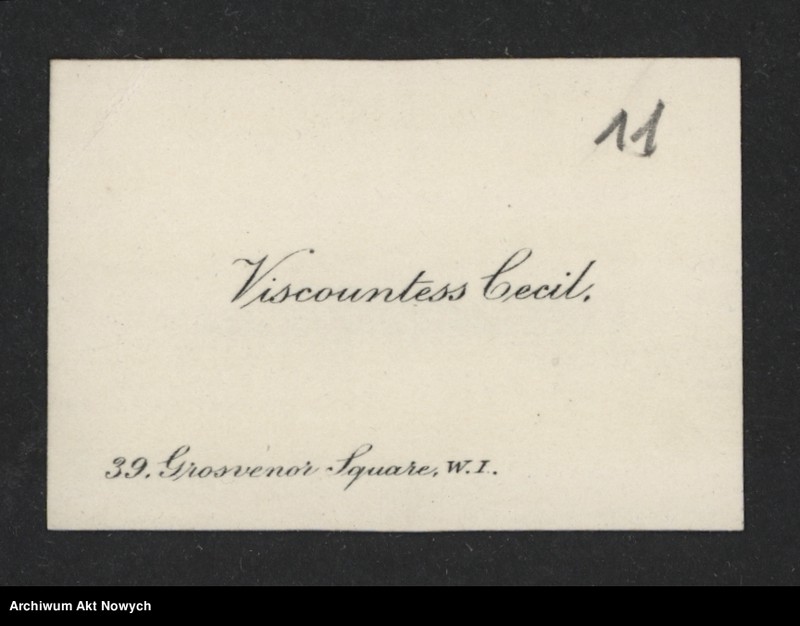 11
Viscountess Cecil.
39. Grosvenor Square. W.1.
Archiwum Akt Nowych